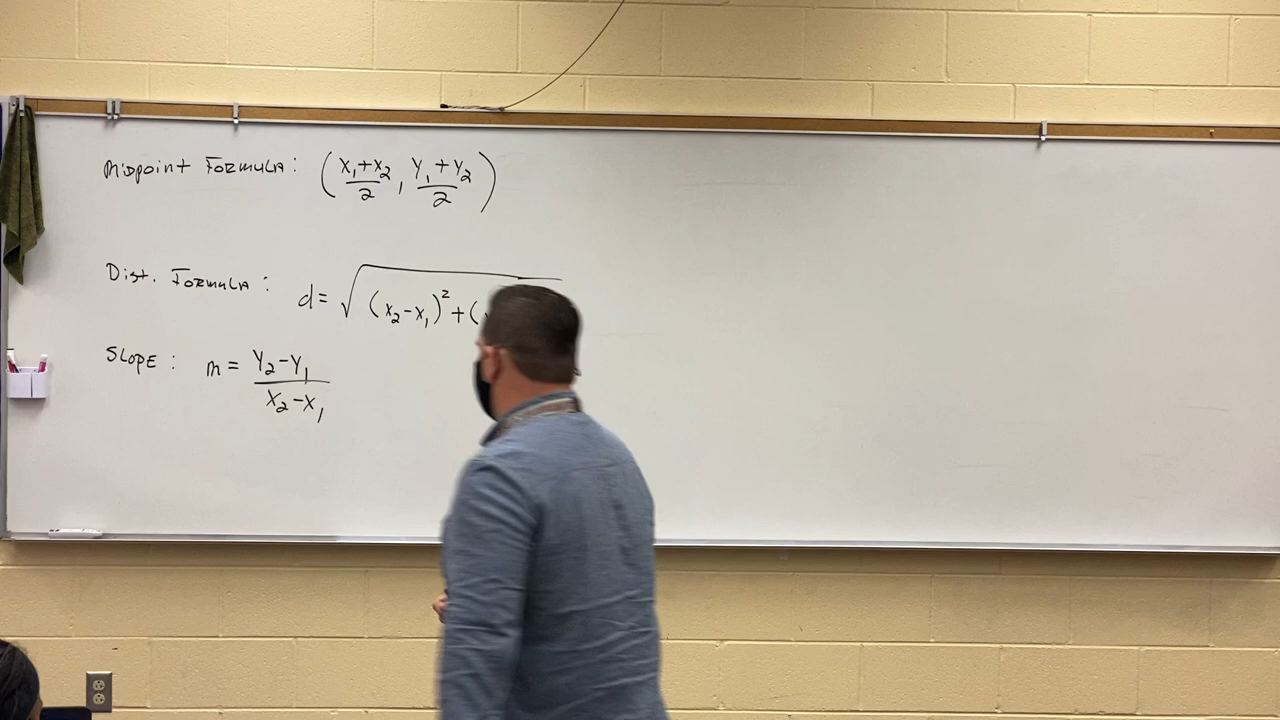 Midpoint Formula: (x₁+x₂/2, y₁+y₂/2)
Dist. Formula: d= √(x₂-x₁)²+(
Slope: m= y₂-y₁/x₂-x₁